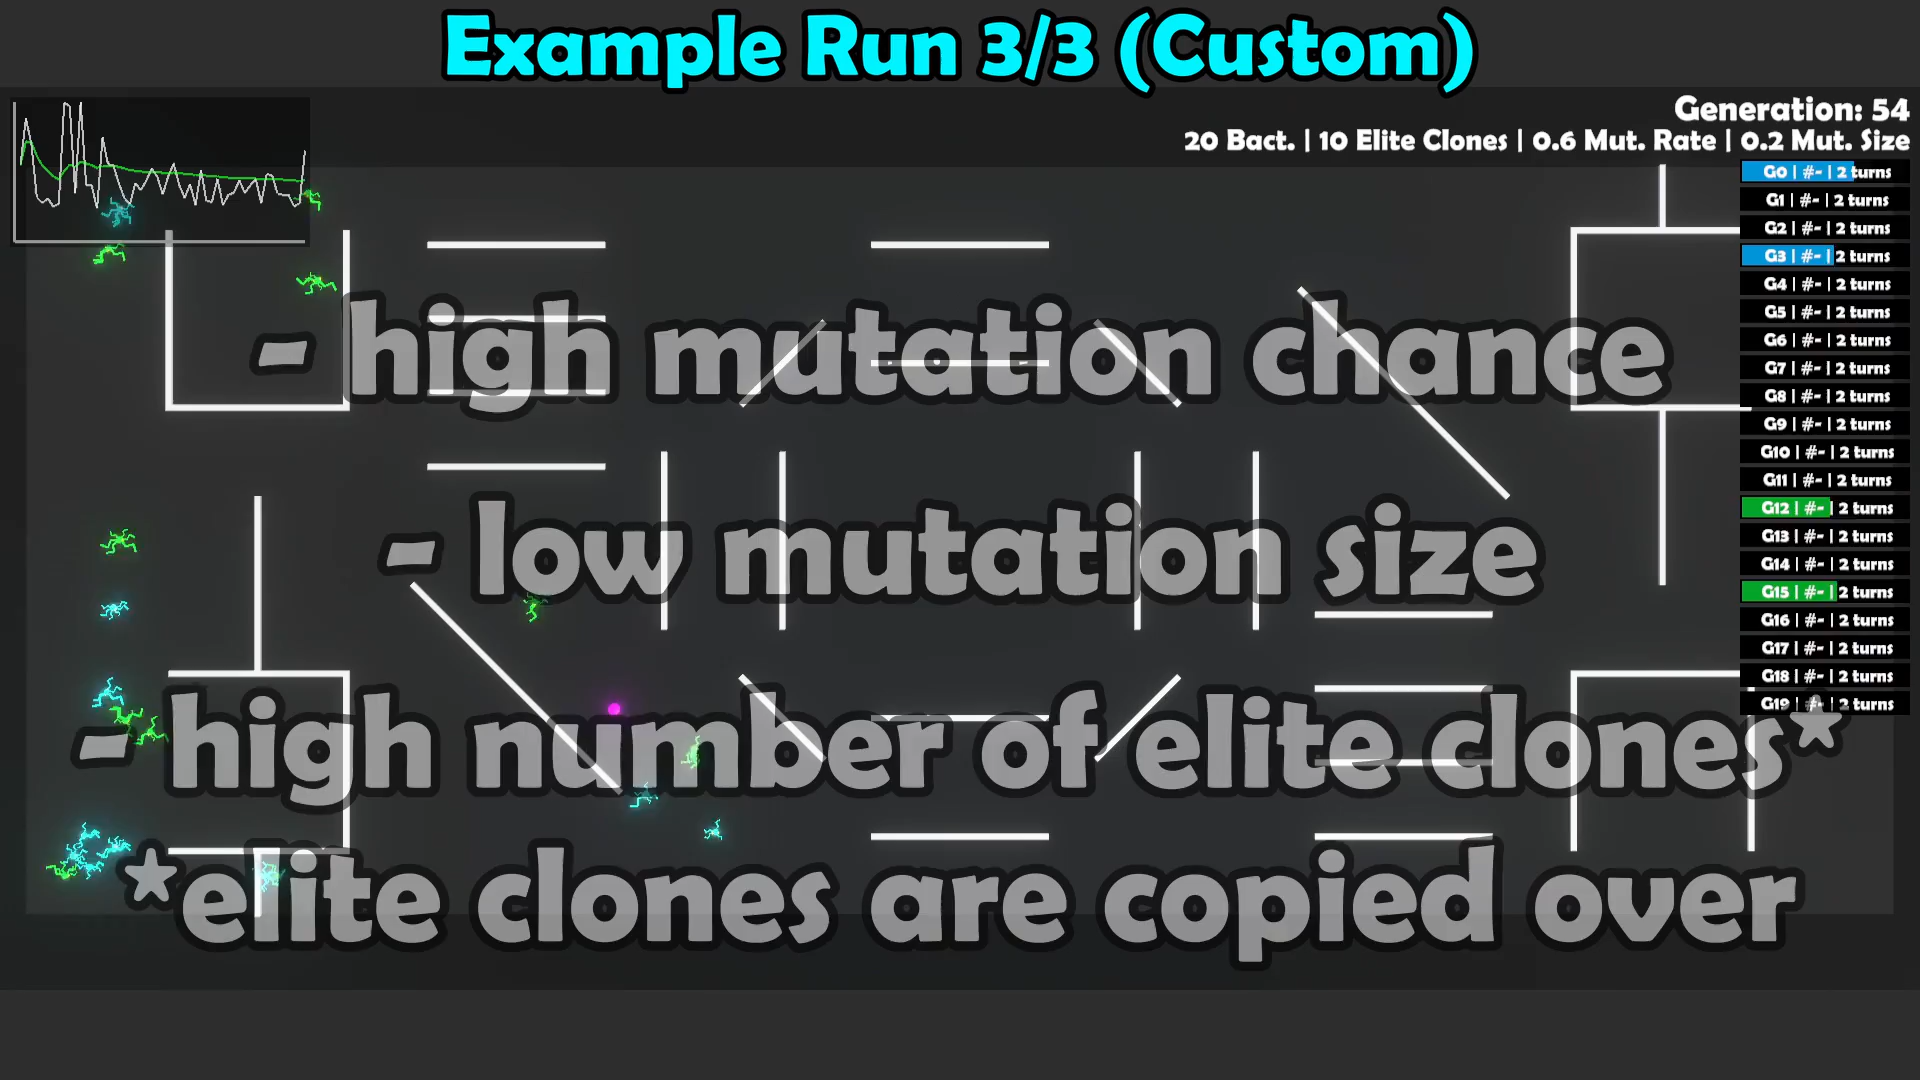 Example Run 3/3 (Custom)
Generation: 54
20 Bact. | 10 Elite Clones | 0.6 Mut. Rate | 0.2 Mut. Size
G0 | #- | 2 turns
G1 | #- | 2 turns
G2 | #- | 2 turns
G3 | #- | 2 turns
G4 | #- | 2 turns
G5 | #- | 2 turns
G6 | #- | 2 turns
G7 | #- | 2 turns
G8 | #- | 2 turns
G9 | #- | 2 turns
G10 | #- | 2 turns
G11 | #- | 2 turns
G12 | #- | 2 turns
G13 | #- | 2 turns
G14 | #- | 2 turns
G15 | #- | 2 turns
G16 | #- | 2 turns
G17 | #- | 2 turns
G18 | #- | 2 turns
G19 | #- | 2 turns
- high mutation chance
- low mutation size
- high number of elite clones*
*elite clones are copied over